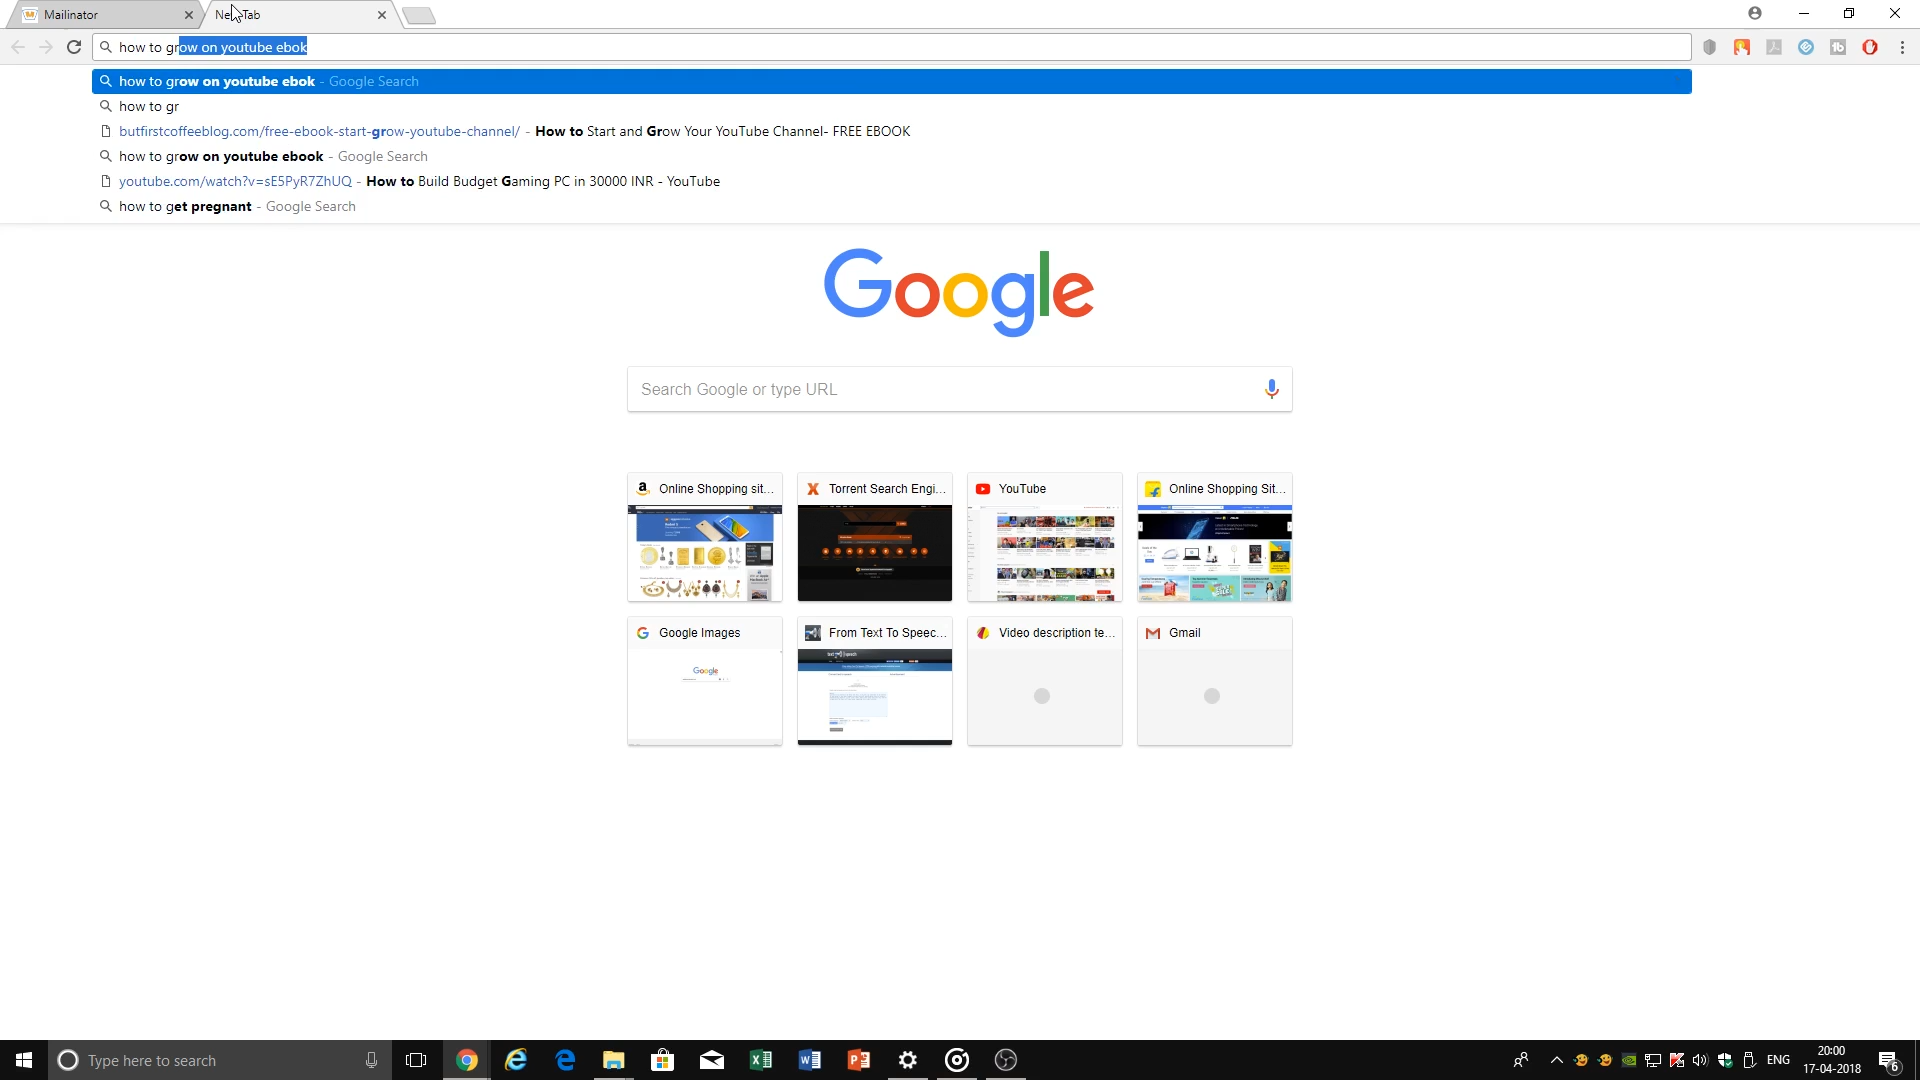 Mailinator
New Tab
how to grow on youtube ebok
how to grow on youtube ebok - Google Search
how to gr
butfirstcoffeeblog.com/free-ebook-start-grow-youtube-channel/ - How to Start and Grow Your YouTube Channel- FREE EBOOK
how to grow on youtube ebook - Google Search
youtube.com/watch?v=sE5PyR7ZhUQ - How to Build Budget Gaming PC in 30000 INR - YouTube
how to get pregnant - Google Search
Google
Search Google or type URL
Online Shopping sit...
Torrent Search Engi...
YouTube
Online Shopping Sit...
Google Images
From Text To Speec...
Video description te...
Gmail
Google
Type here to search
ENG
20:00
17-04-2018
6